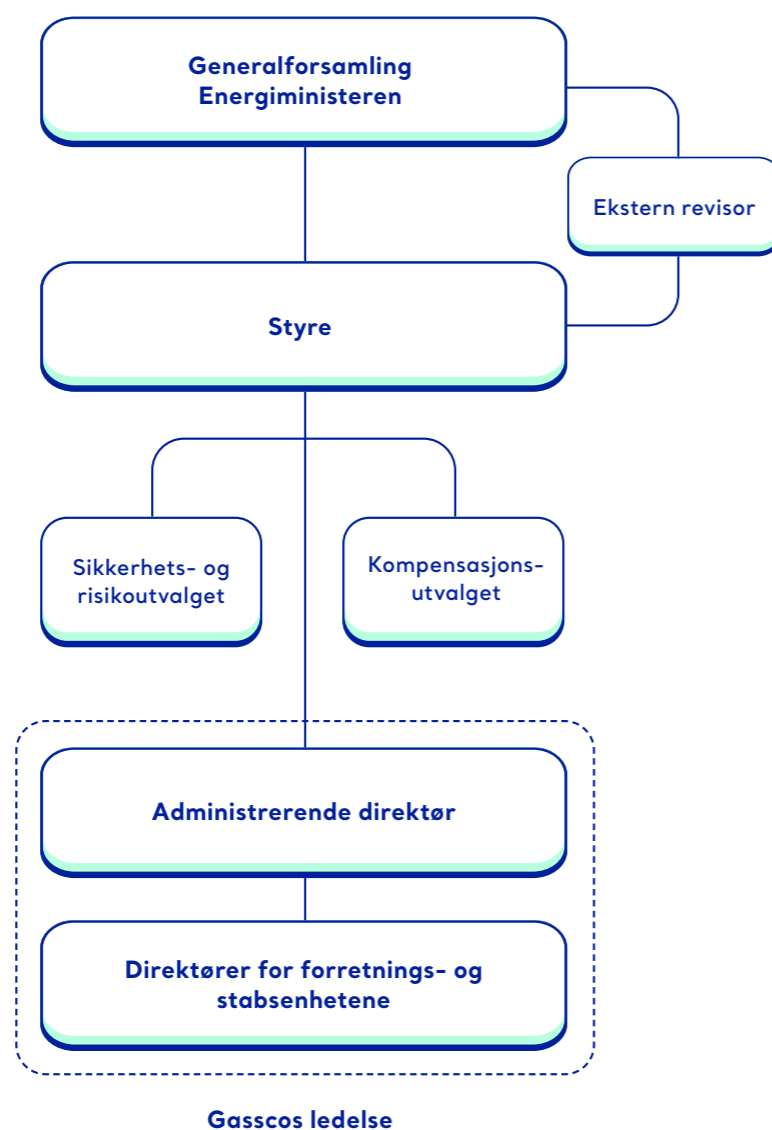 Generalforsamling
Energiministeren
Ekstern revisor
Styre
Sikkerhets- og
risikoutvalget
Kompensasjons-
utvalget
Administrerende direktør
Direktører for forretnings- og
stabsenhetene
Gasscos ledelse